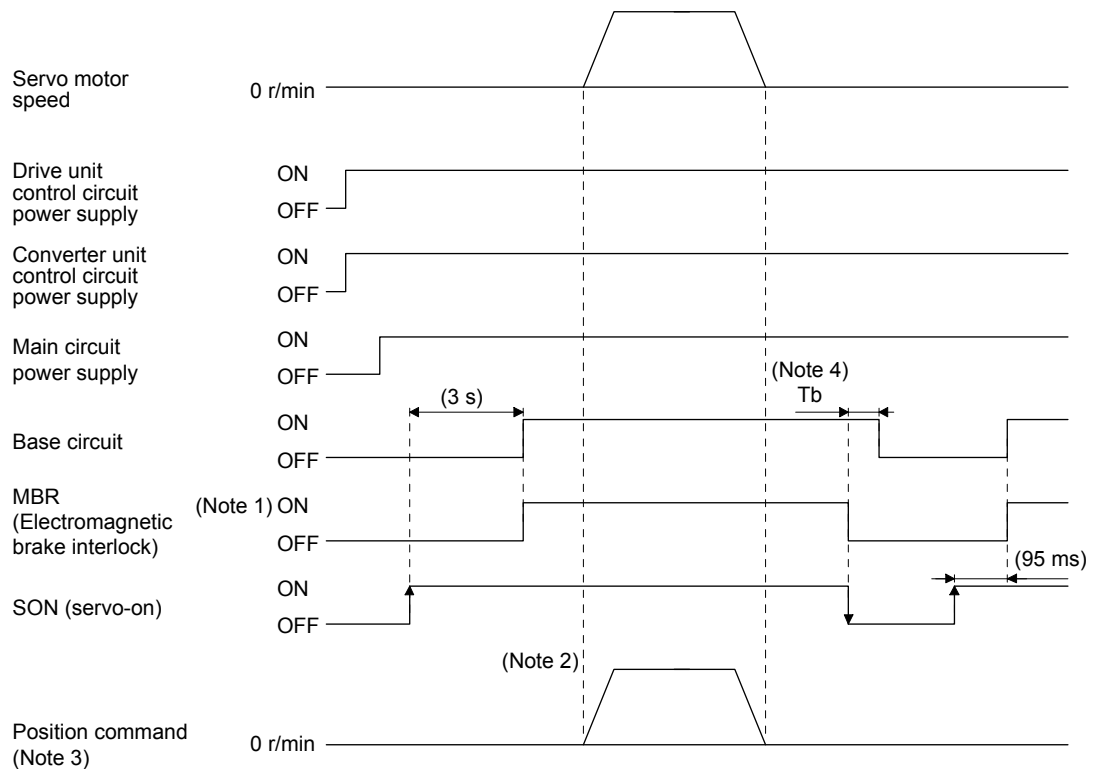 Servo motor
speed
0 r/min
Drive unit
control circuit
power supply
ON
OFF
Converter unit
control circuit
power supply
ON
OFF
Main circuit
power supply
ON
OFF
(Note 4)
Tb
(3 s)
Base circuit
ON
OFF
MBR
(Electromagnetic
brake interlock)
(Note 1) ON
OFF
(95 ms)
SON (servo-on)
ON
OFF
(Note 2)
Position command
(Note 3)
0 r/min